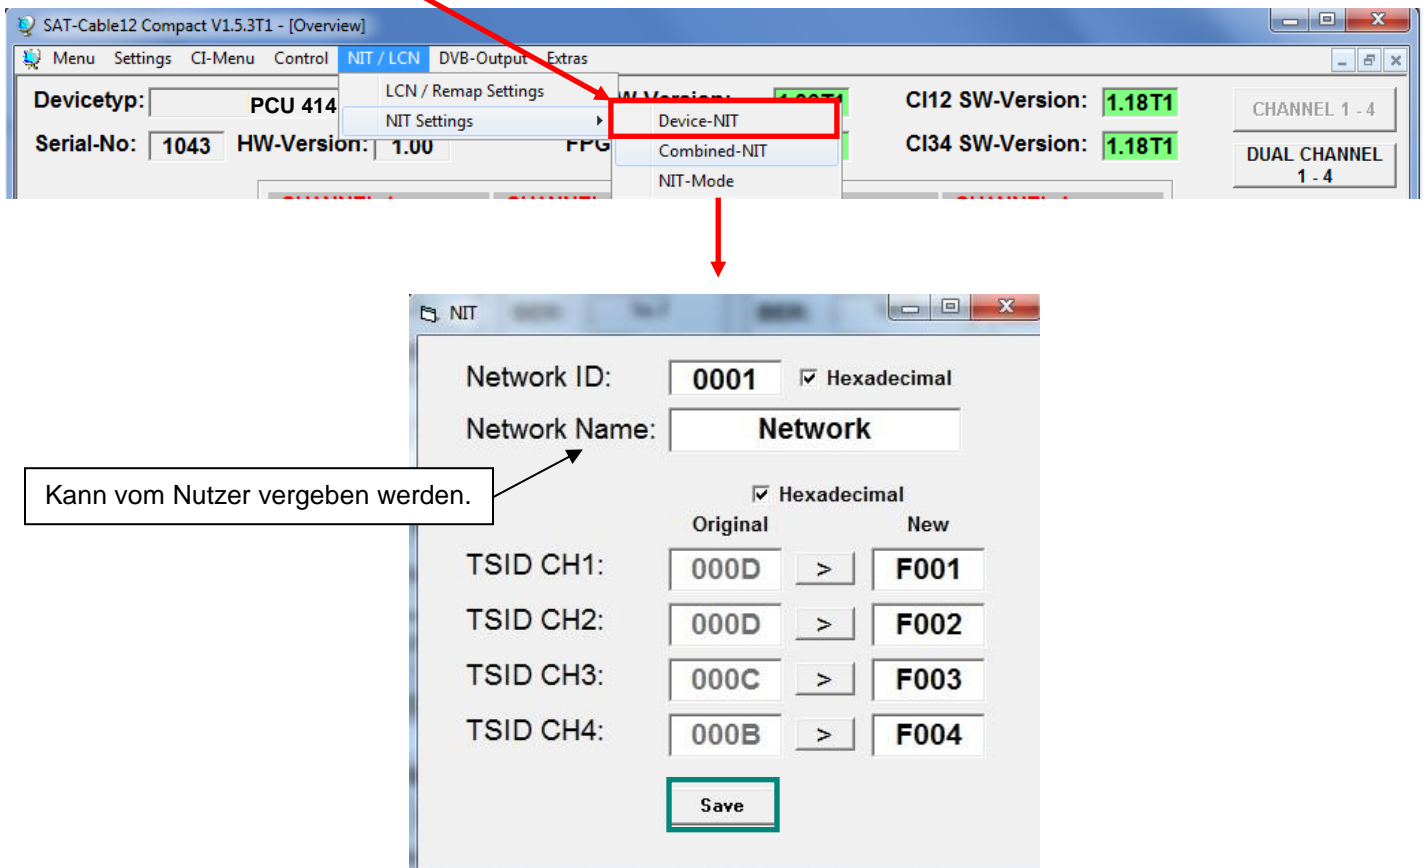 SAT-Cable12 Compact V1.5.3T1 - [Overview]
Menu Settings CI-Menu Control NIT / LCN DVB-Output Extras
Devicetyp: PCU 414
LCN / Remap Settings
CI12 SW-Version: 1.18T1
CHANNEL 1 - 4
NIT Settings
Device-NIT
Serial-No: 1043 HW-Version: 1.00
CI34 SW-Version: 1.18T1
Combined-NIT
DUAL CHANNEL
1 - 4
NIT-Mode
NIT
Network ID: 0001 Hexadecimal
Network Name: Network
Kann vom Nutzer vergeben werden.
Hexadecimal
Original New
TSID CH1: 000D > F001
TSID CH2: 000D > F002
TSID CH3: 000C > F003
TSID CH4: 000B > F004
Save